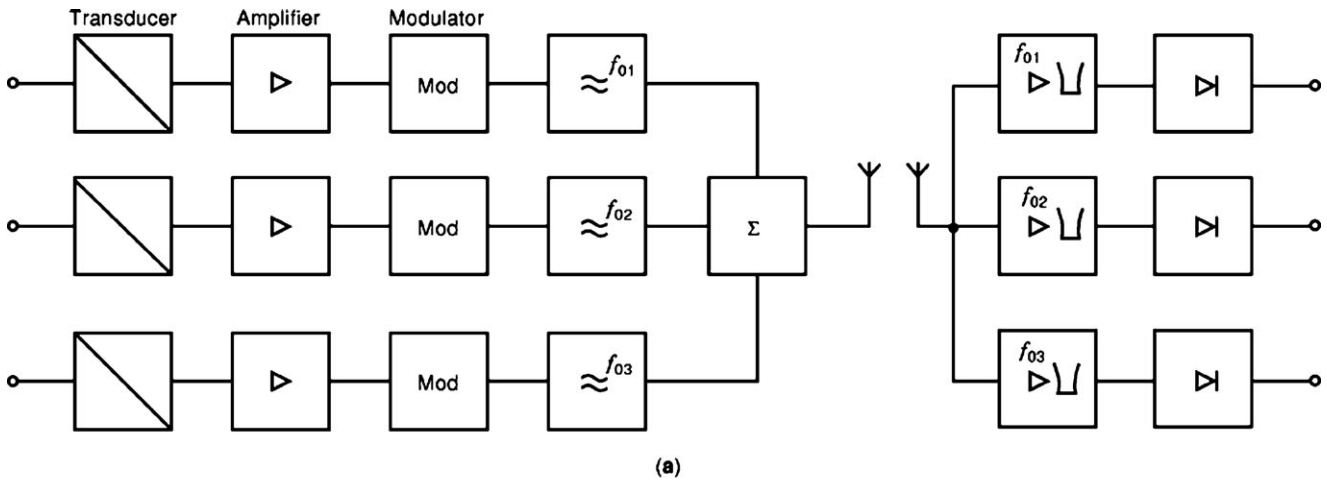 Transducer Amplifier Modulator
Mod f01 f01
Mod f02 Σ f02
Mod f03 f03
(a)